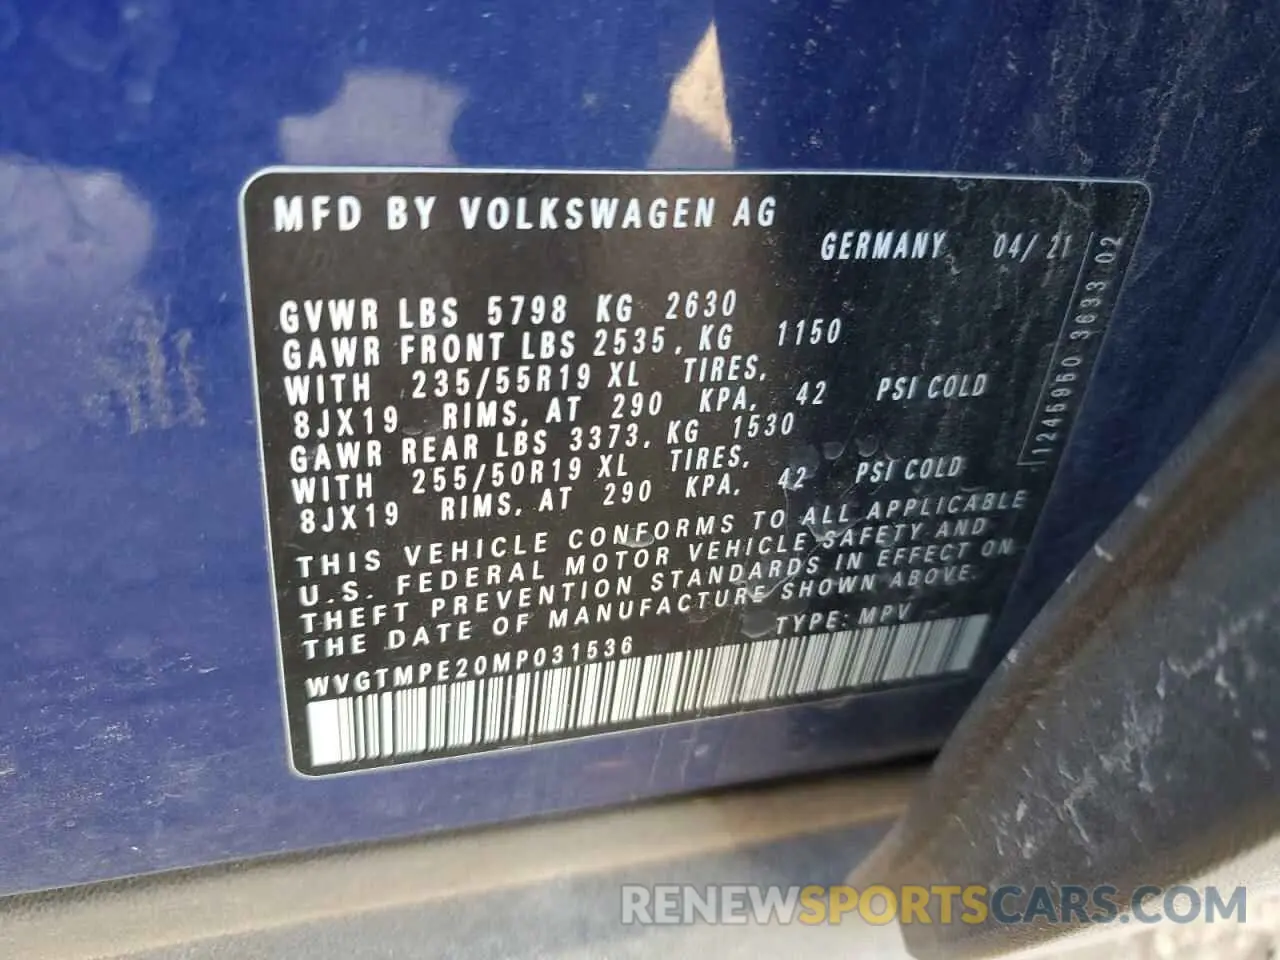 MFD BY VOLKSWAGEN AG
GERMANY 04/21
GVWR LBS 5798 KG 2630
GAWR FRONT LBS 2535, KG 1150
WITH 235/55R19 XL TIRES,
8JX19 RIMS, AT 290 KPA, 42 PSI COLD
GAWR REAR LBS 3373, KG 1530
WITH 255/50R19 XL TIRES,
8JX19 RIMS, AT 290 KPA, 42 PSI COLD
THIS VEHICLE CONFORMS TO ALL APPLICABLE
U.S. FEDERAL MOTOR VEHICLE SAFETY AND
THEFT PREVENTION STANDARDS IN EFFECT ON
THE DATE OF MANUFACTURE SHOWN ABOVE.
TYPE: MPV
WVGTMPE20MP031536
1245960 3633 02
RENEWSPORTSCARS.COM